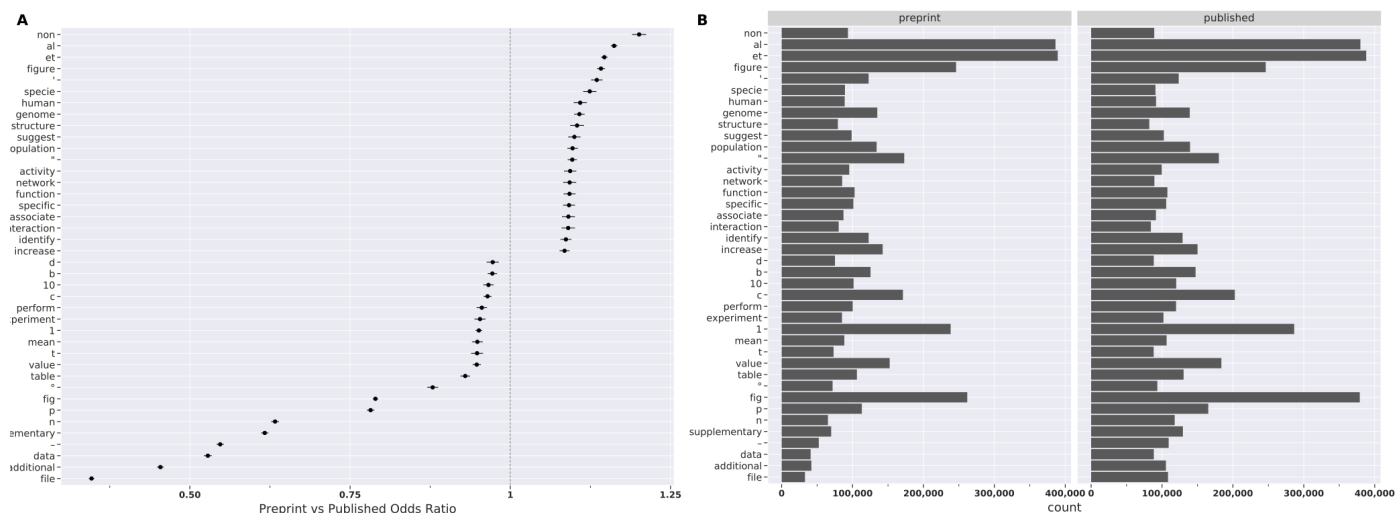 A
non
al
et
figure
'
specie
human
genome
structure
suggest
opulation
"
activity
network
function
specific
associate
nteraction
identify
increase
d
b
10
c
perform
periment
1
mean
t
value
table
°
fig
p
n
ementary
–
data
additional
file
0.50 0.75 1 1.25
Preprint vs Published Odds Ratio
B
preprint published
non
al
et
figure
'
specie
human
genome
structure
suggest
population
"
activity
network
function
specific
associate
interaction
identify
increase
d
b
10
c
perform
experiment
1
mean
t
value
table
°
fig
p
n
supplementary
–
data
additional
file
0 100,000 200,000 300,000 400,000 0 100,000 200,000 300,000 400,000
count